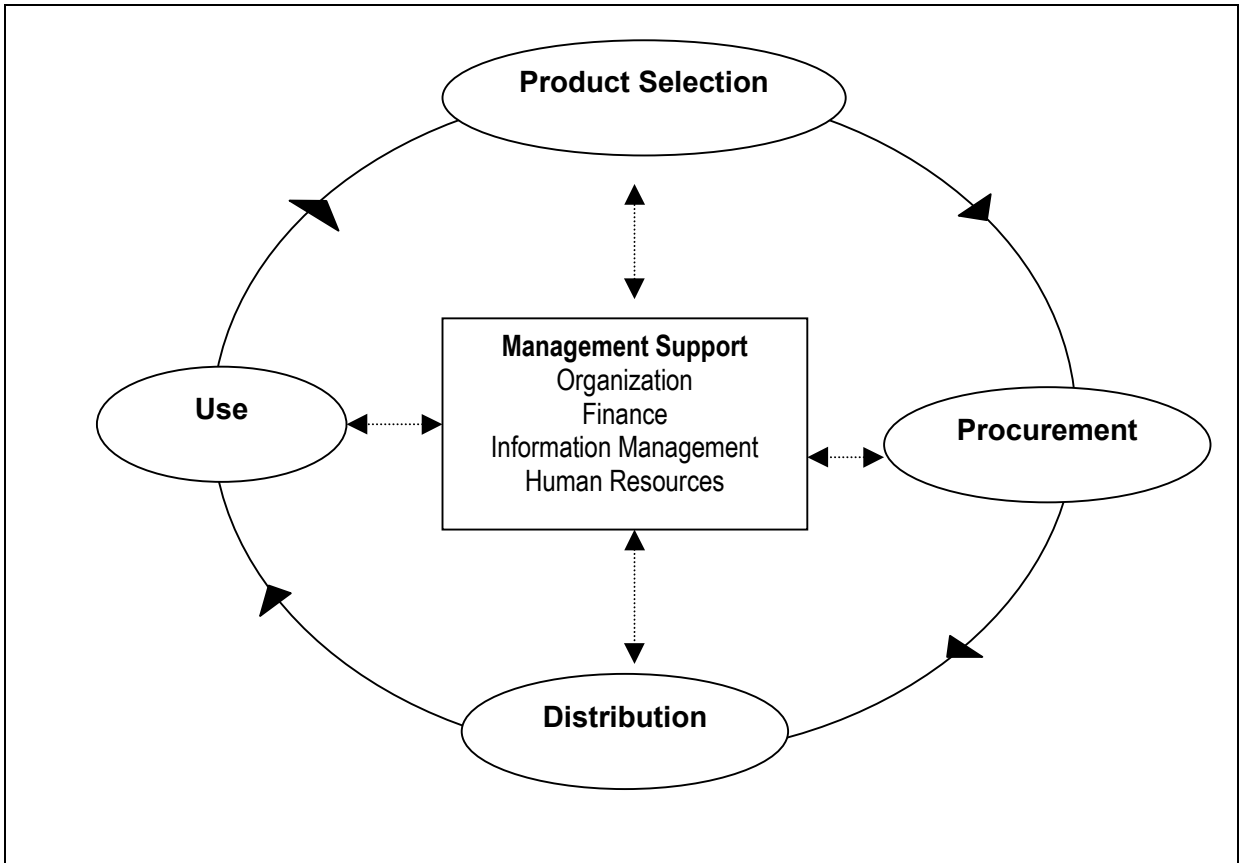 Product Selection
Management Support
Organization
Finance
Information Management
Human Resources
Use
Procurement
Distribution